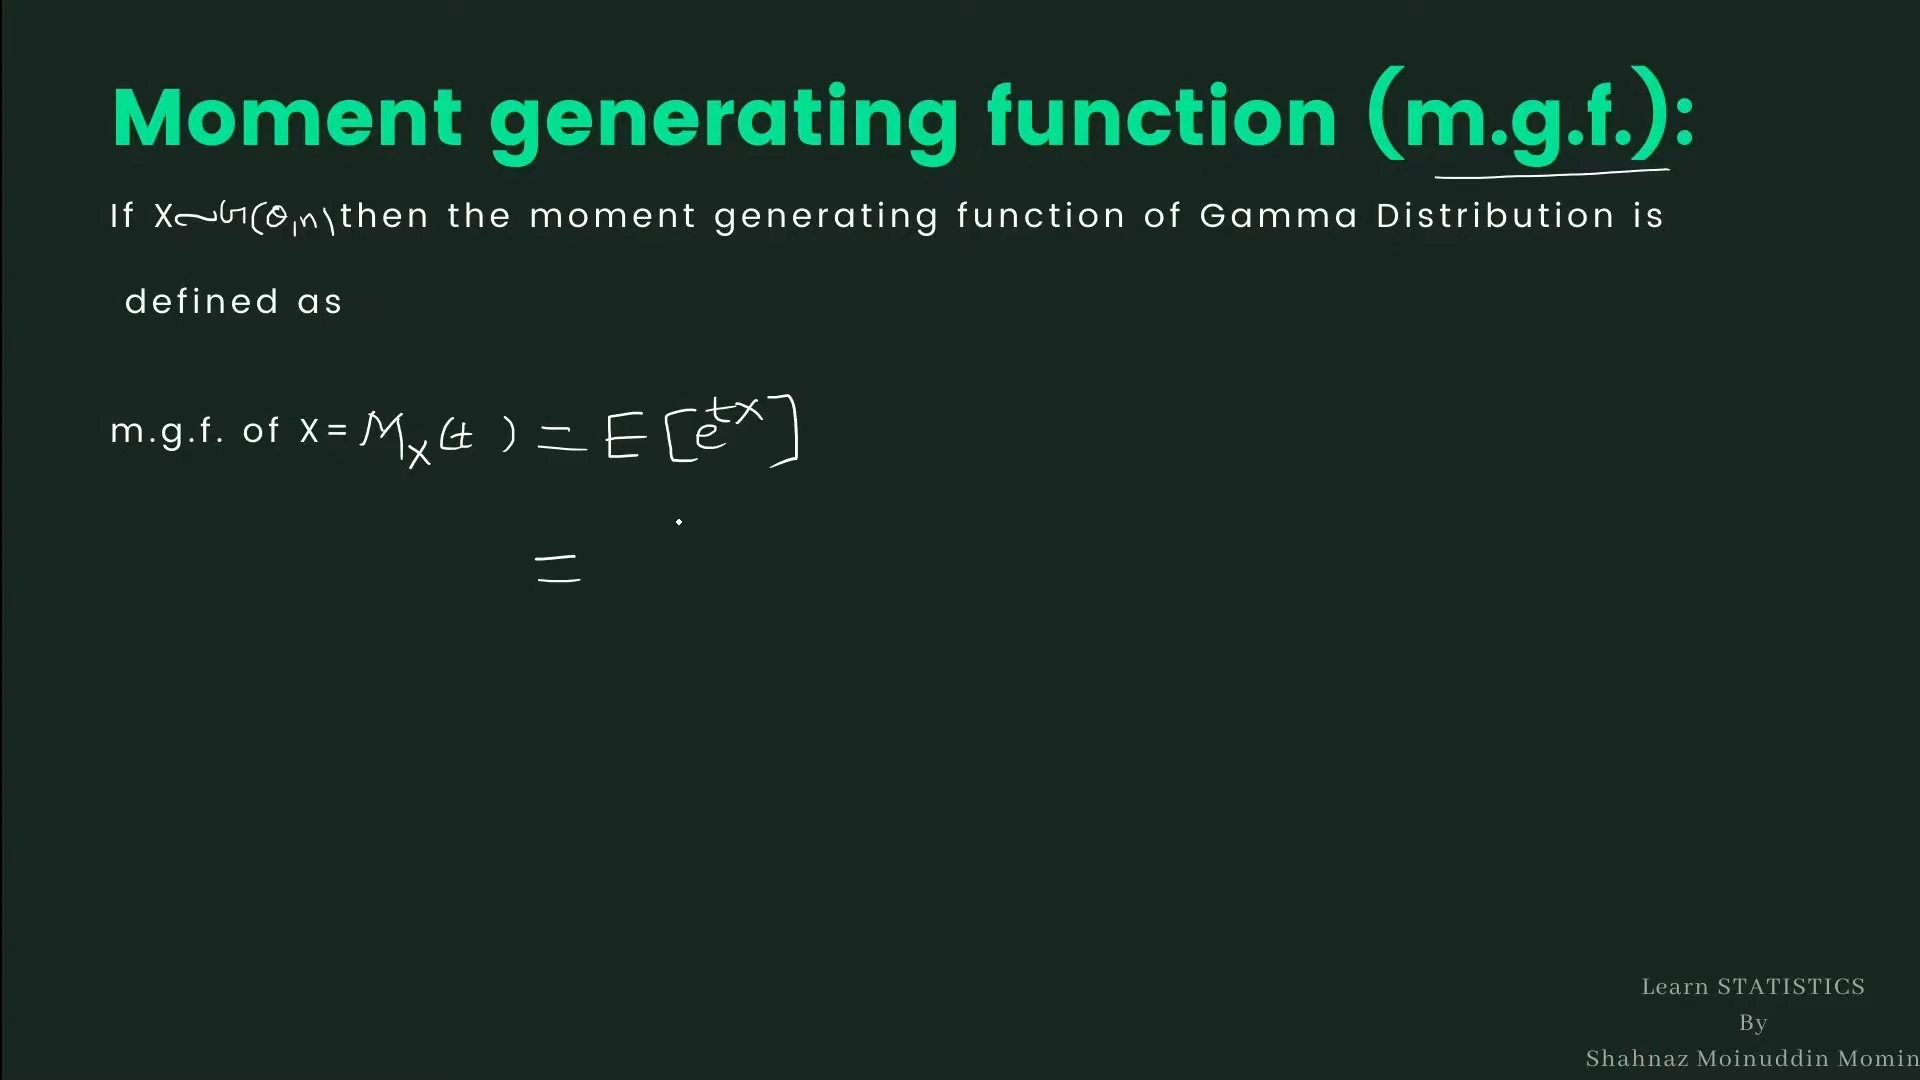 Moment generating function (m.g.f.):
If X~G(θ,n) then the moment generating function of Gamma Distribution is
defined as
m.g.f. of X= M_X(t) = E[e^{tx}]
=
Learn STATISTICS
By
Shahnaz Moinuddin Momin